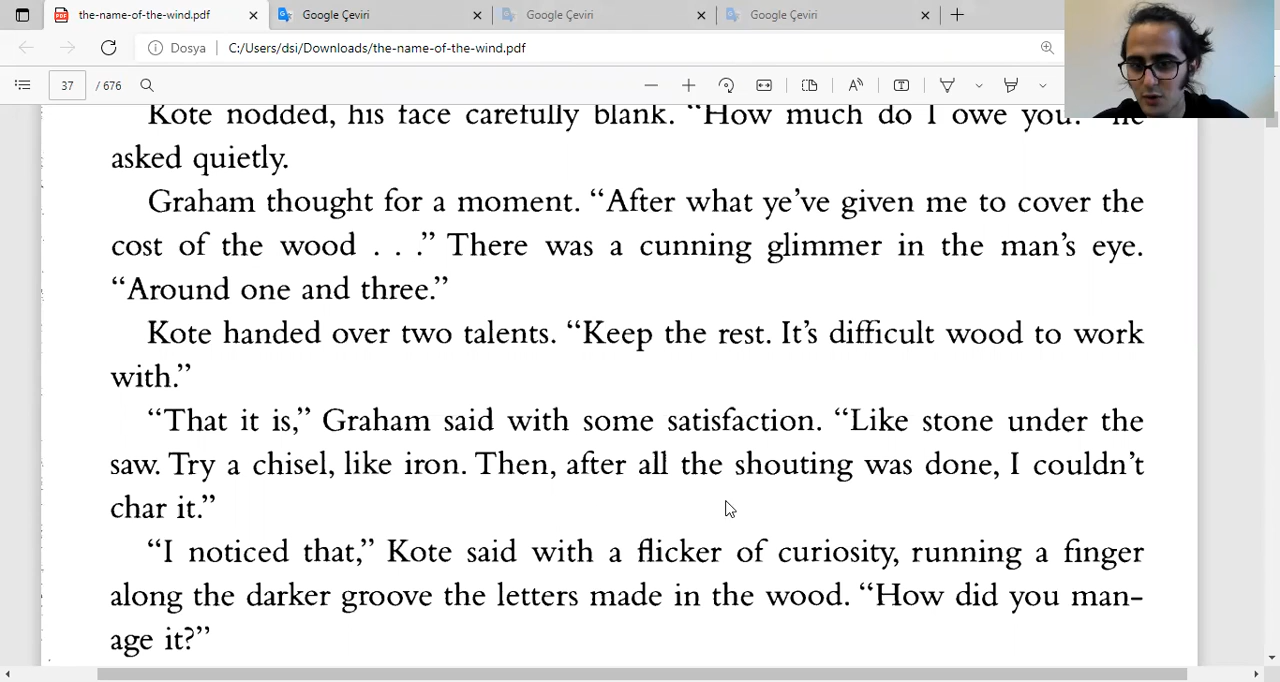 the-name-of-the-wind.pdf
Google Çeviri
Google Çeviri
Google Çeviri
Dosya
C:/Users/dsi/Downloads/the-name-of-the-wind.pdf
37 / 676
Kote nodded, his face carefully blank. “How much do I owe you?” he
asked quietly.
Graham thought for a moment. “After what ye’ve given me to cover the
cost of the wood . . .” There was a cunning glimmer in the man’s eye.
“Around one and three.”
Kote handed over two talents. “Keep the rest. It’s difficult wood to work
with.”
“That it is,” Graham said with some satisfaction. “Like stone under the
saw. Try a chisel, like iron. Then, after all the shouting was done, I couldn’t
char it.”
“I noticed that,” Kote said with a flicker of curiosity, running a finger
along the darker groove the letters made in the wood. “How did you man-
age it?”